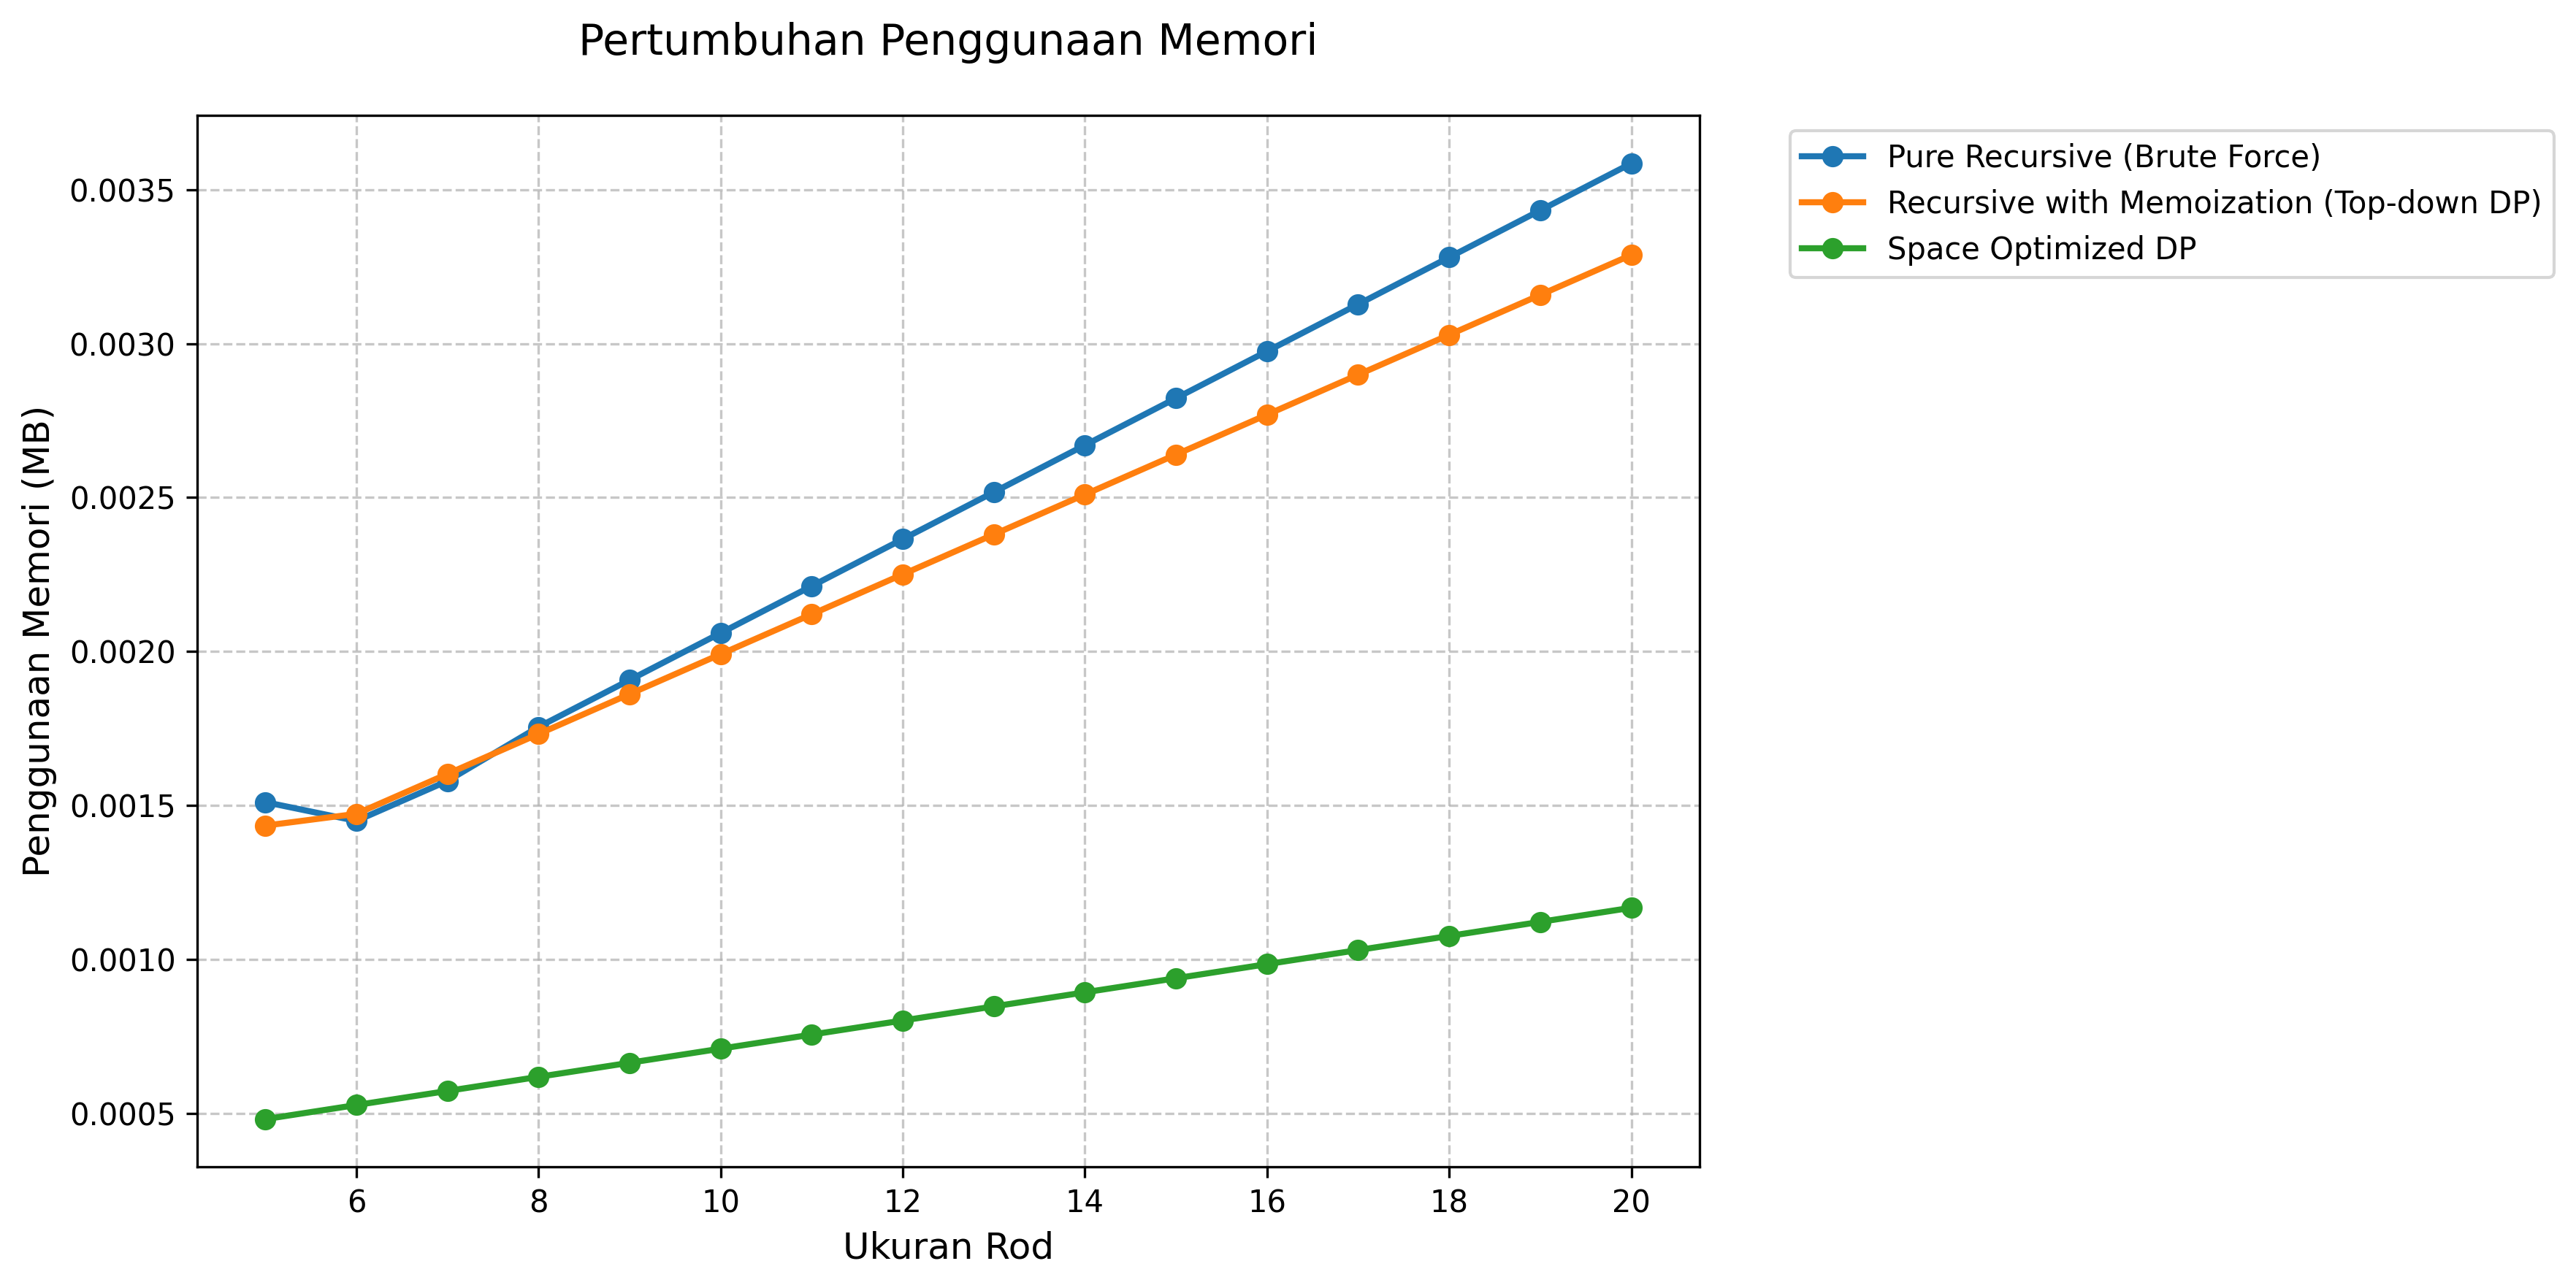 Pertumbuhan Penggunaan Memori
Pure Recursive (Brute Force)
Recursive with Memoization (Top-down DP)
Space Optimized DP
Penggunaan Memori (MB)
0.0035
0.0030
0.0025
0.0020
0.0015
0.0010
0.0005
6 8 10 12 14 16 18 20
Ukuran Rod